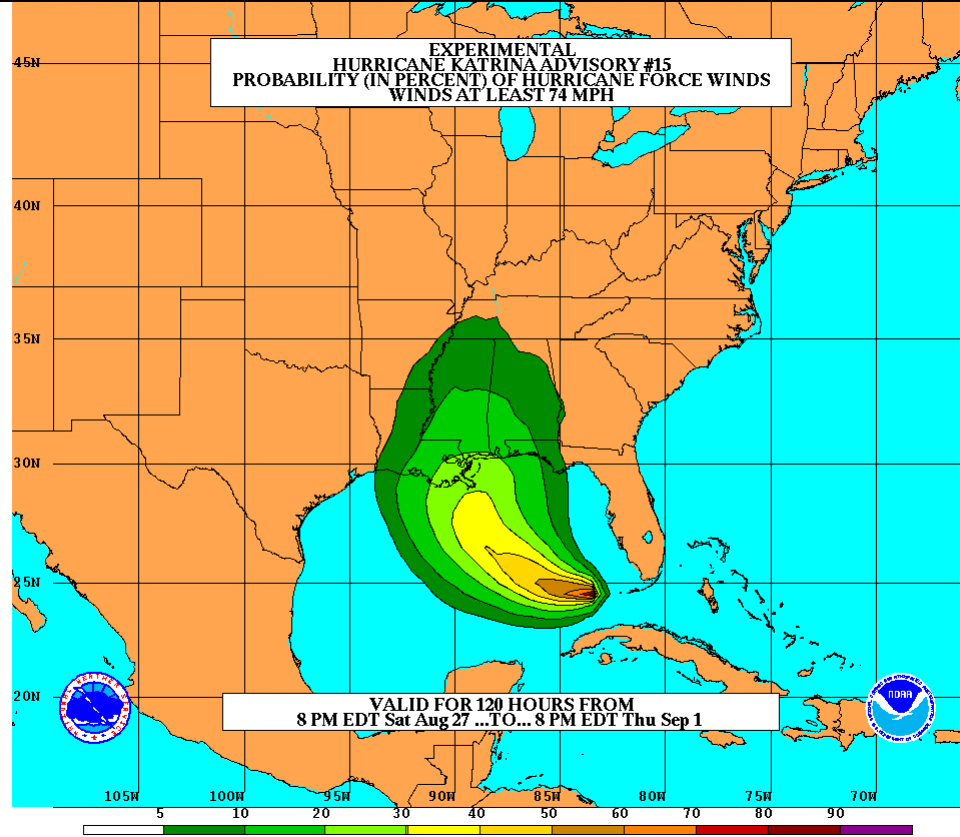 EXPERIMENTAL
HURRICANE KATRINA ADVISORY #15
PROBABILITY (IN PERCENT) OF HURRICANE FORCE WINDS
WINDS AT LEAST 74 MPH
45N
40N
35N
30N
25N
20N
NATIONAL WEATHER SERVICE
NOAA
VALID FOR 120 HOURS FROM
8 PM EDT Sat Aug 27 ...TO... 8 PM EDT Thu Sep 1
105W 100W 95W 90W 85W 80W 75W 70W
5 10 20 30 40 50 60 70 80 90